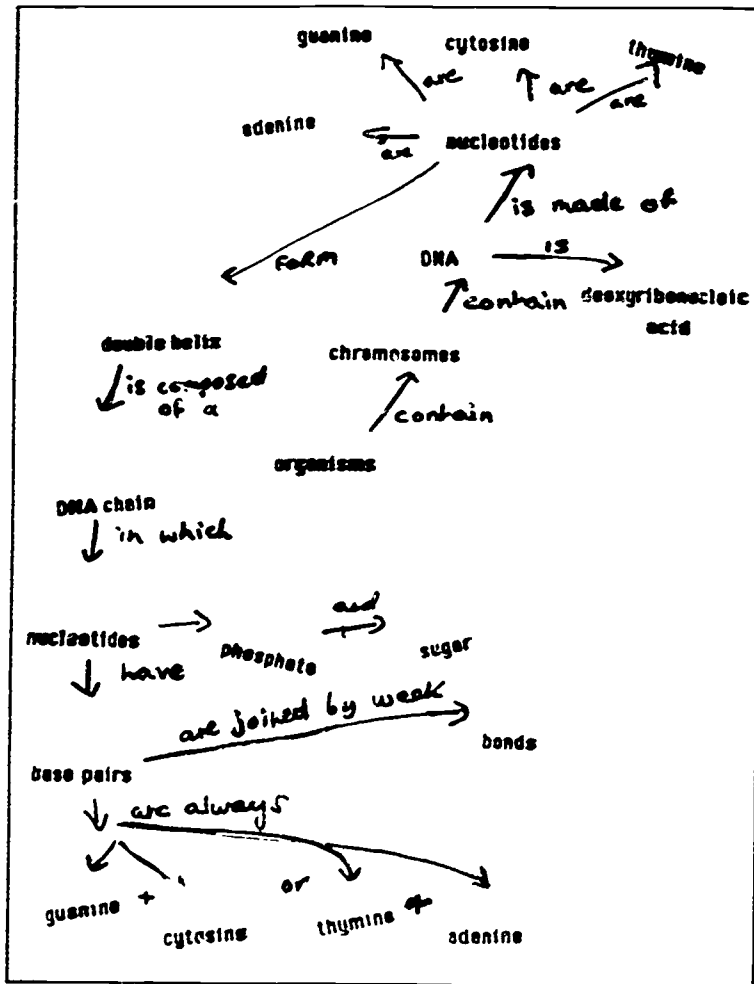 guanine
cytosine
thymine
are
are
are
adenine
are
nucleotides
is made of
FORM
DNA
is
contain
deoxyribonucleic
acid
double helix
chromosomes
is composed
of a
contain
organisms
DNA chain
in which
nucleotides
phosphate
and
sugar
have
are joined by weak
bonds
base pairs
are always
guanine +
cytosine
or
thymine +
adenine